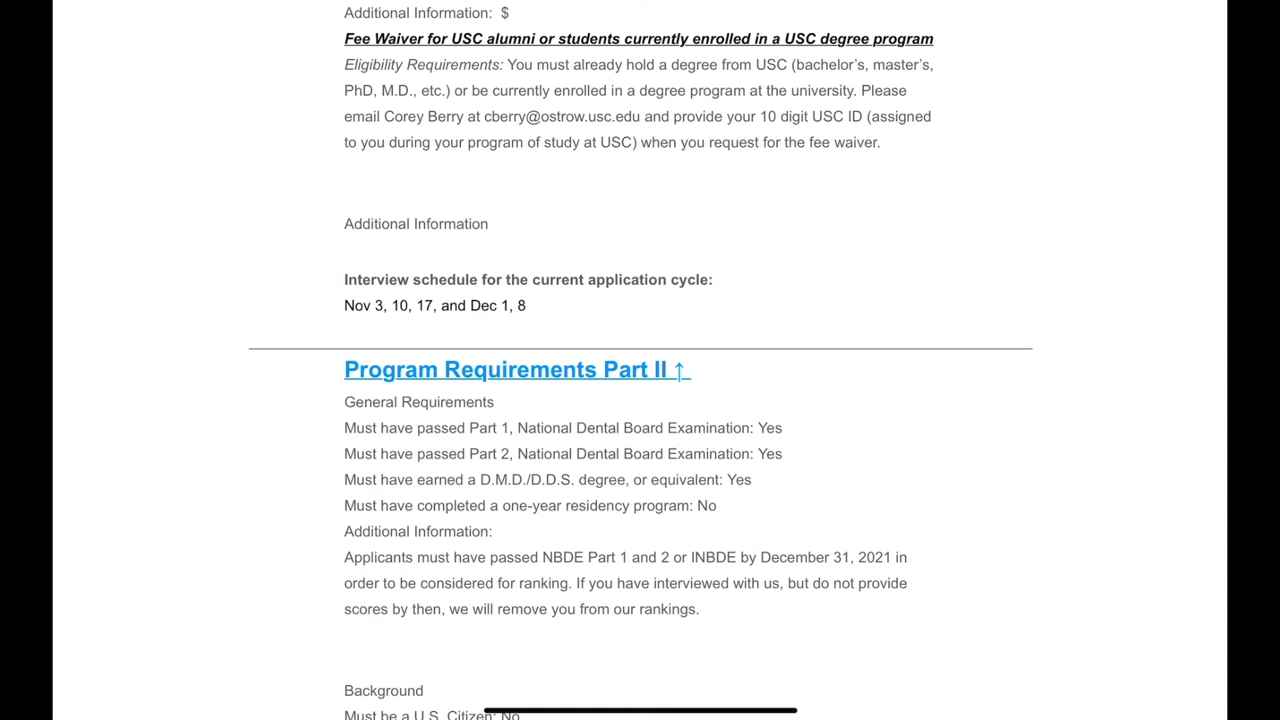 Additional Information:  $
Fee Waiver for USC alumni or students currently enrolled in a USC degree program
Eligibility Requirements: You must already hold a degree from USC (bachelor's, master's,
PhD, M.D., etc.) or be currently enrolled in a degree program at the university. Please
email Corey Berry at cberry@ostrow.usc.edu and provide your 10 digit USC ID (assigned
to you during your program of study at USC) when you request for the fee waiver.
Additional Information
Interview schedule for the current application cycle:
Nov 3, 10, 17, and Dec 1, 8
Program Requirements Part II ↑
General Requirements
Must have passed Part 1, National Dental Board Examination: Yes
Must have passed Part 2, National Dental Board Examination: Yes
Must have earned a D.M.D./D.D.S. degree, or equivalent: Yes
Must have completed a one-year residency program: No
Additional Information:
Applicants must have passed NBDE Part 1 and 2 or INBDE by December 31, 2021 in
order to be considered for ranking. If you have interviewed with us, but do not provide
scores by then, we will remove you from our rankings.
Background
Must be a U.S. Citizen: No